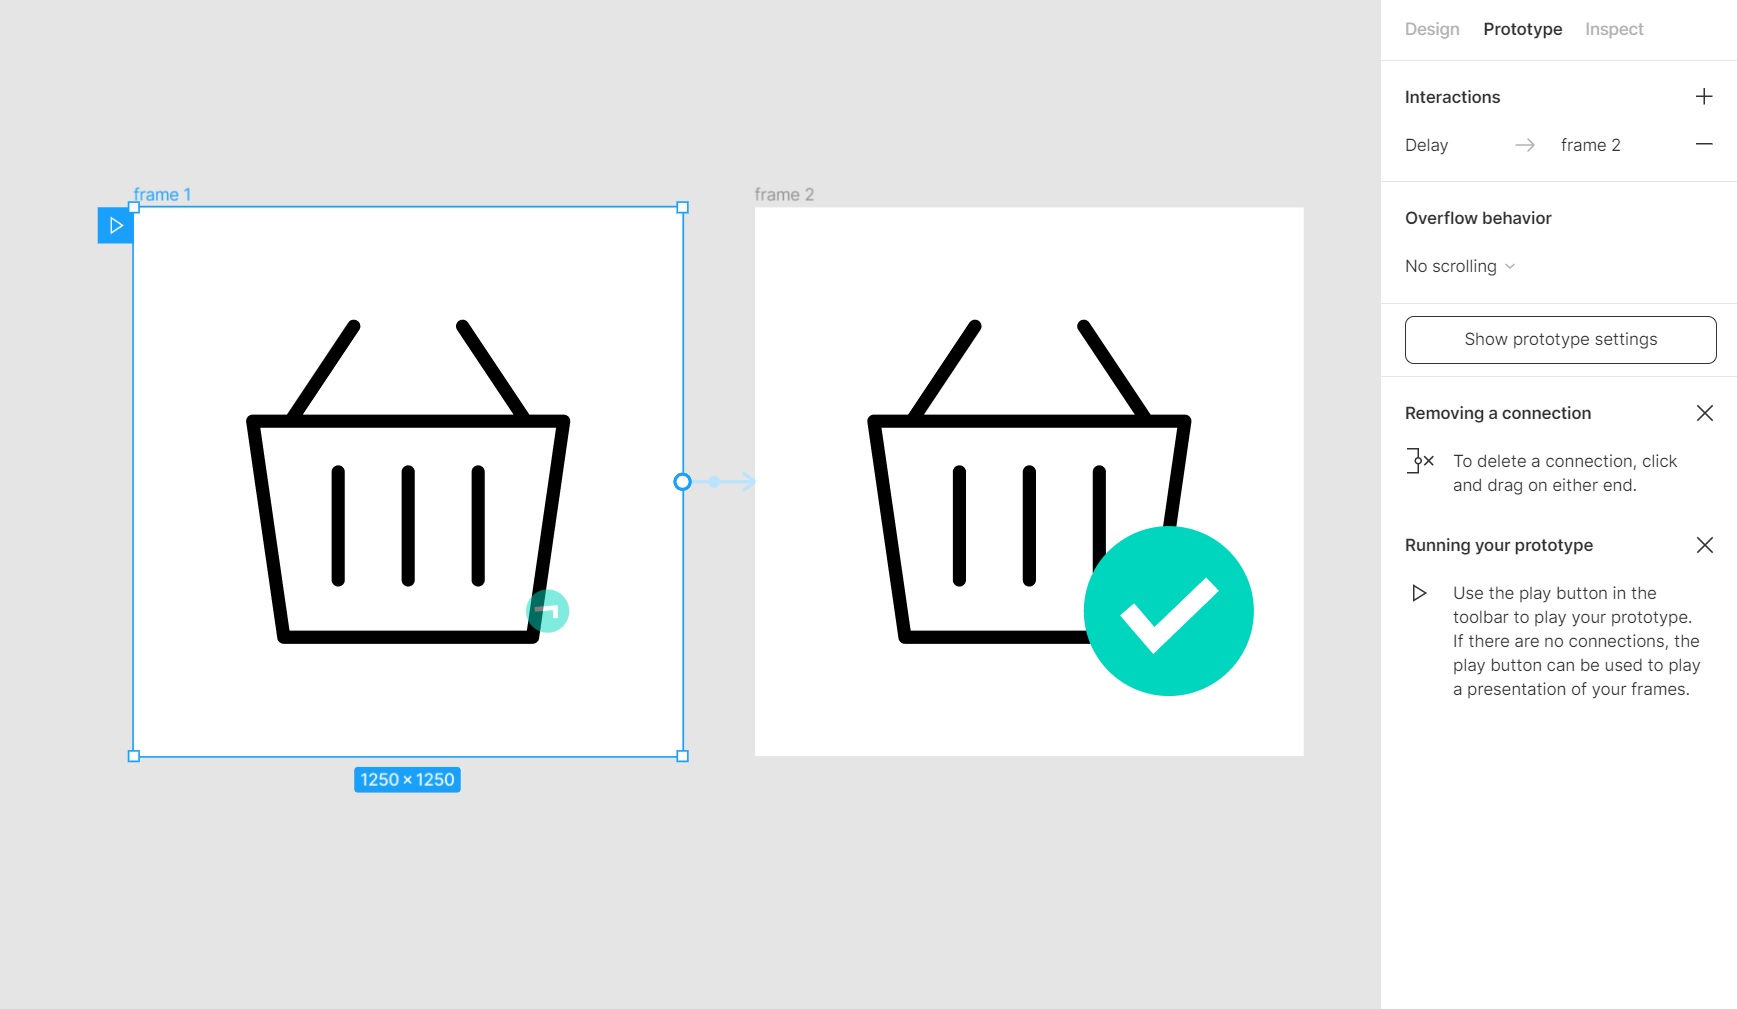 Design Prototype Inspect
Interactions
Delay frame 2
Overflow behavior
No scrolling
Show prototype settings
Removing a connection
To delete a connection, click
and drag on either end.
Running your prototype
Use the play button in the
toolbar to play your prototype.
If there are no connections, the
play button can be used to play
a presentation of your frames.
frame 1
frame 2
1250 × 1250